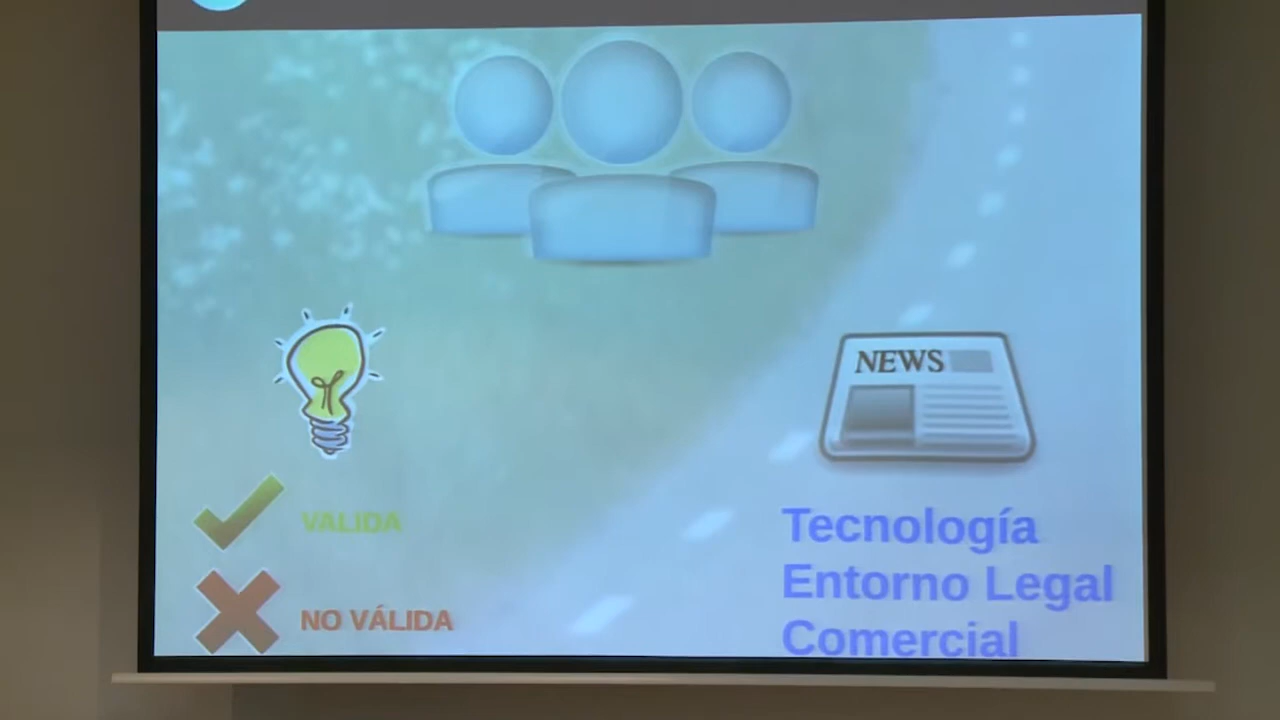 NEWS
VALIDA
NO VÁLIDA
Tecnología
Entorno Legal
Comercial